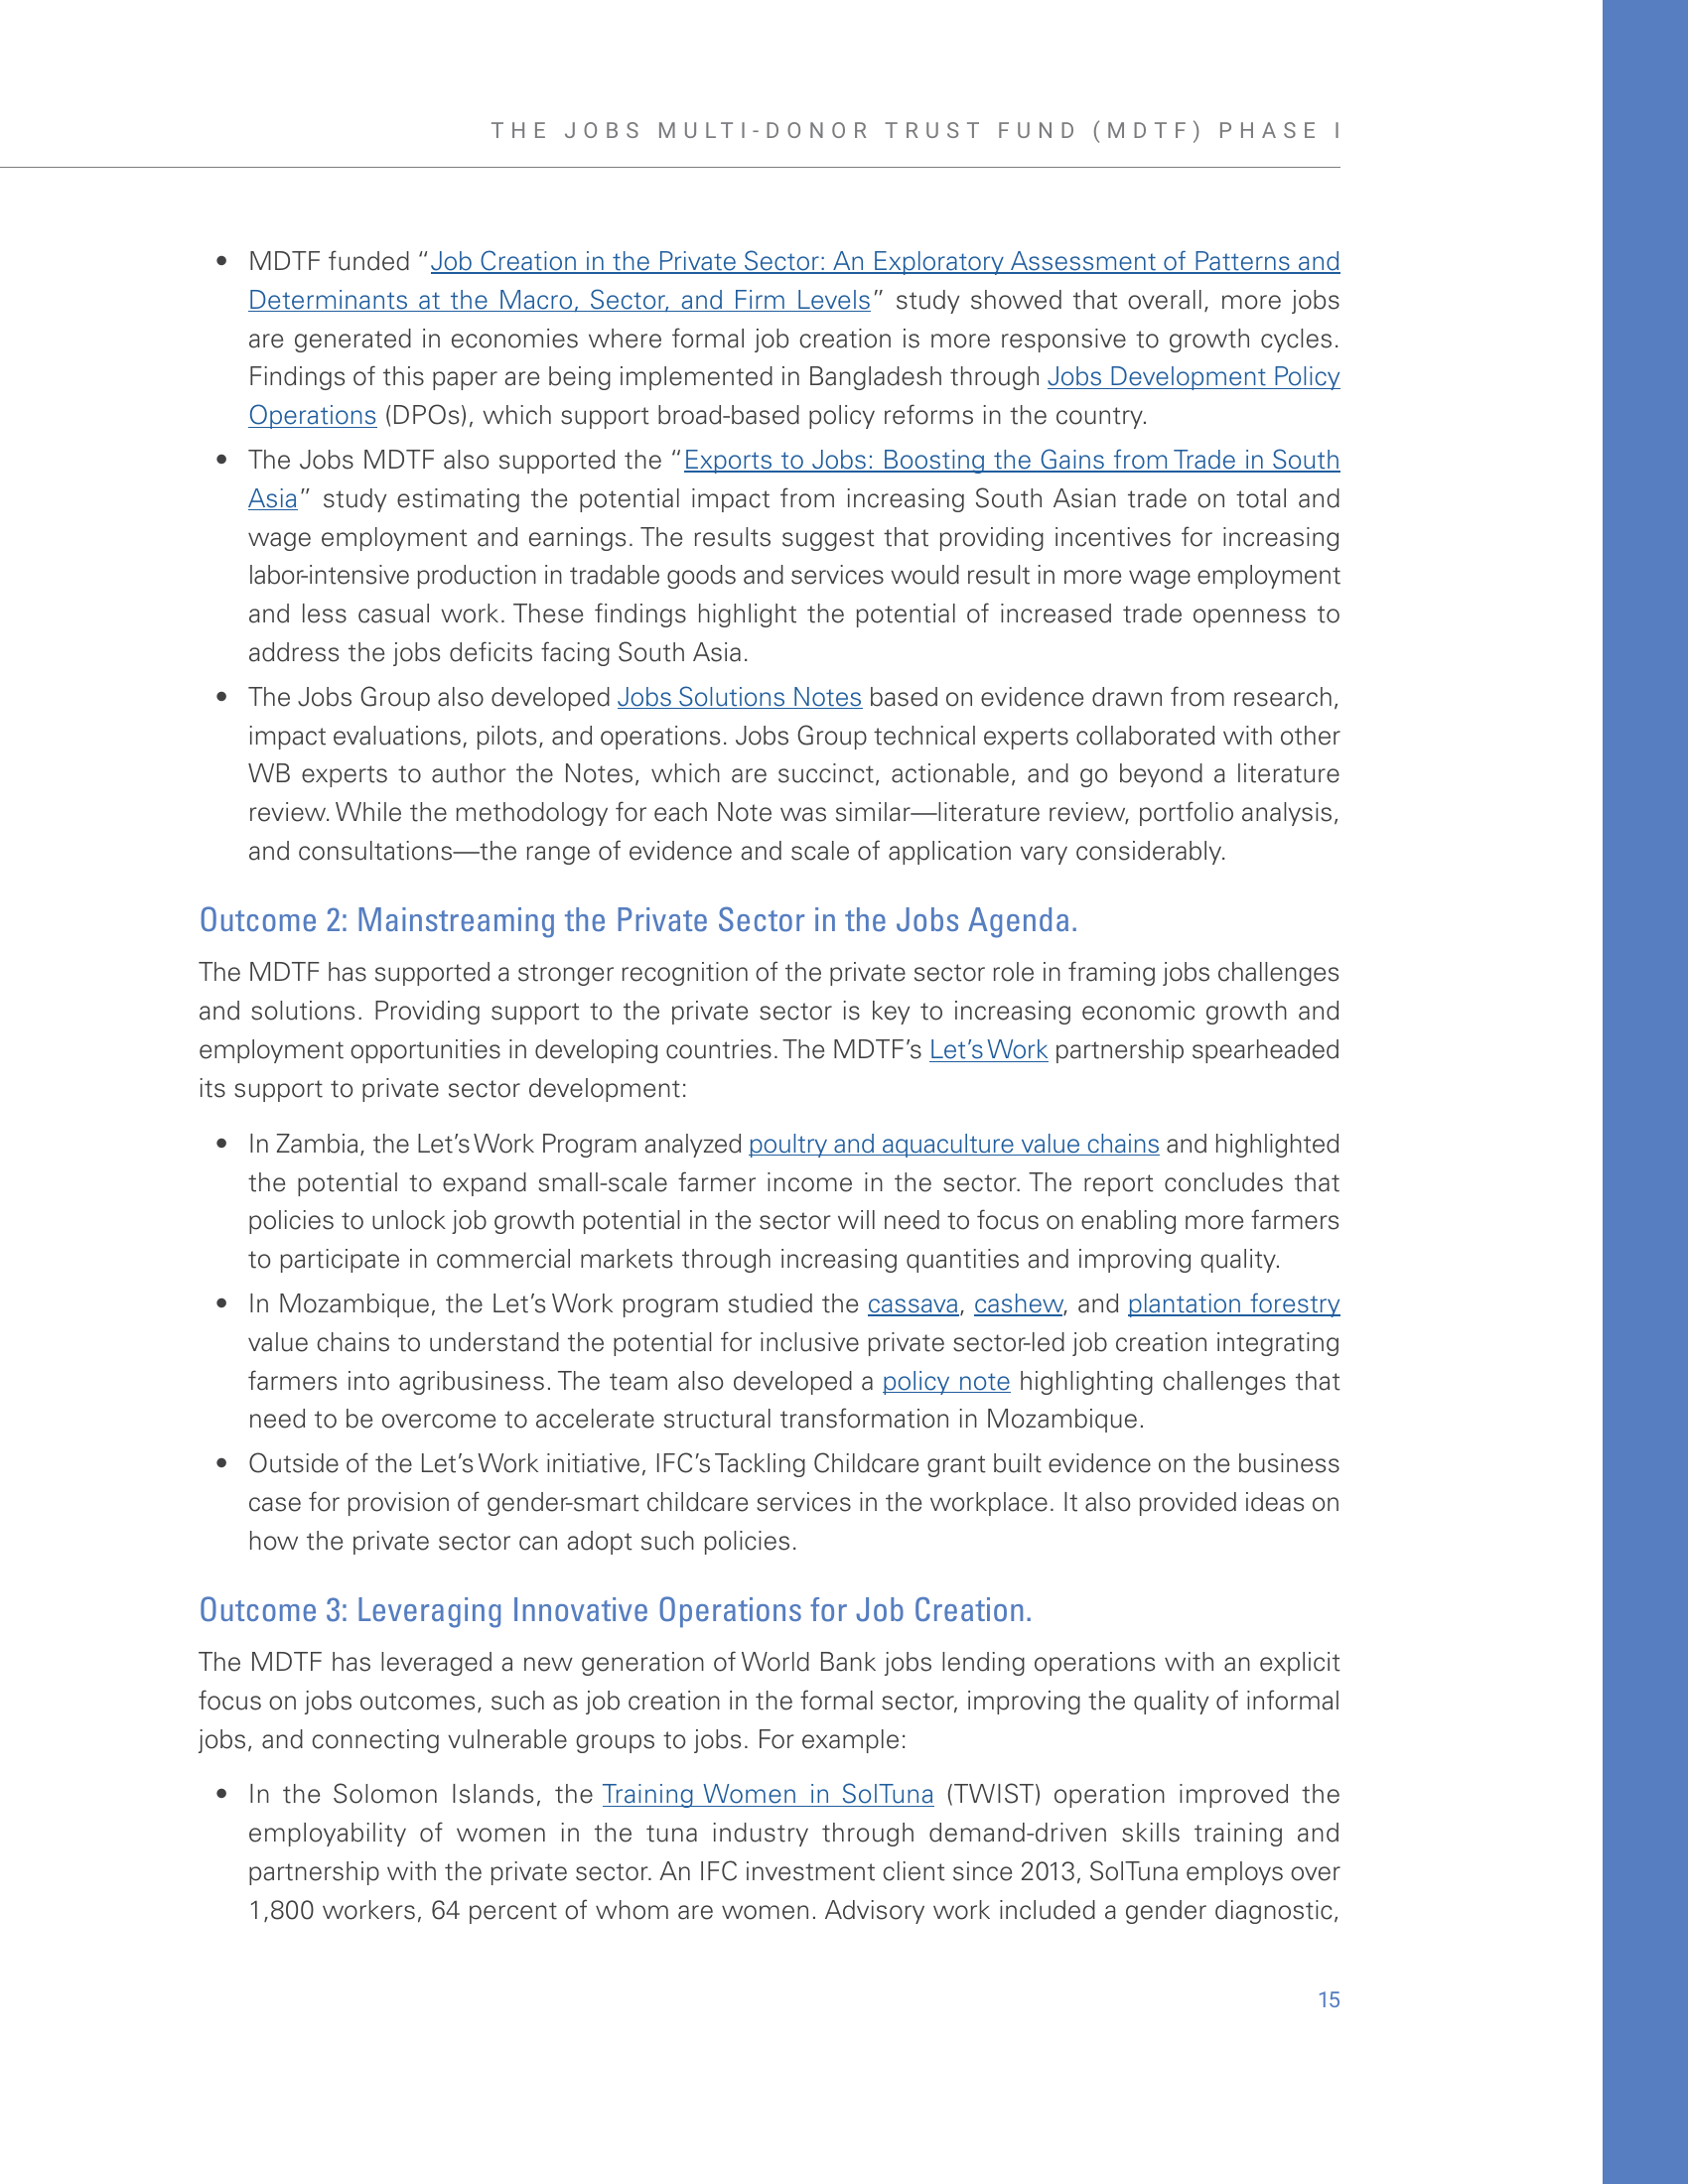 THE JOBS MULTI-DONOR TRUST FUND (MDTF) PHASE I
• MDTF funded “Job Creation in the Private Sector: An Exploratory Assessment of Patterns and
Determinants at the Macro, Sector, and Firm Levels” study showed that overall, more jobs
are generated in economies where formal job creation is more responsive to growth cycles.
Findings of this paper are being implemented in Bangladesh through Jobs Development Policy
Operations (DPOs), which support broad-based policy reforms in the country.
• The Jobs MDTF also supported the “Exports to Jobs: Boosting the Gains from Trade in South
Asia” study estimating the potential impact from increasing South Asian trade on total and
wage employment and earnings. The results suggest that providing incentives for increasing
labor-intensive production in tradable goods and services would result in more wage employment
and less casual work. These findings highlight the potential of increased trade openness to
address the jobs deficits facing South Asia.
• The Jobs Group also developed Jobs Solutions Notes based on evidence drawn from research,
impact evaluations, pilots, and operations. Jobs Group technical experts collaborated with other
WB experts to author the Notes, which are succinct, actionable, and go beyond a literature
review. While the methodology for each Note was similar—literature review, portfolio analysis,
and consultations—the range of evidence and scale of application vary considerably.
Outcome 2: Mainstreaming the Private Sector in the Jobs Agenda.
The MDTF has supported a stronger recognition of the private sector role in framing jobs challenges
and solutions. Providing support to the private sector is key to increasing economic growth and
employment opportunities in developing countries. The MDTF’s Let’s Work partnership spearheaded
its support to private sector development:
• In Zambia, the Let’s Work Program analyzed poultry and aquaculture value chains and highlighted
the potential to expand small-scale farmer income in the sector. The report concludes that
policies to unlock job growth potential in the sector will need to focus on enabling more farmers
to participate in commercial markets through increasing quantities and improving quality.
• In Mozambique, the Let’s Work program studied the cassava, cashew, and plantation forestry
value chains to understand the potential for inclusive private sector-led job creation integrating
farmers into agribusiness. The team also developed a policy note highlighting challenges that
need to be overcome to accelerate structural transformation in Mozambique.
• Outside of the Let’s Work initiative, IFC’s Tackling Childcare grant built evidence on the business
case for provision of gender-smart childcare services in the workplace. It also provided ideas on
how the private sector can adopt such policies.
Outcome 3: Leveraging Innovative Operations for Job Creation.
The MDTF has leveraged a new generation of World Bank jobs lending operations with an explicit
focus on jobs outcomes, such as job creation in the formal sector, improving the quality of informal
jobs, and connecting vulnerable groups to jobs. For example:
• In the Solomon Islands, the Training Women in SolTuna (TWIST) operation improved the
employability of women in the tuna industry through demand-driven skills training and
partnership with the private sector. An IFC investment client since 2013, SolTuna employs over
1,800 workers, 64 percent of whom are women. Advisory work included a gender diagnostic,
15